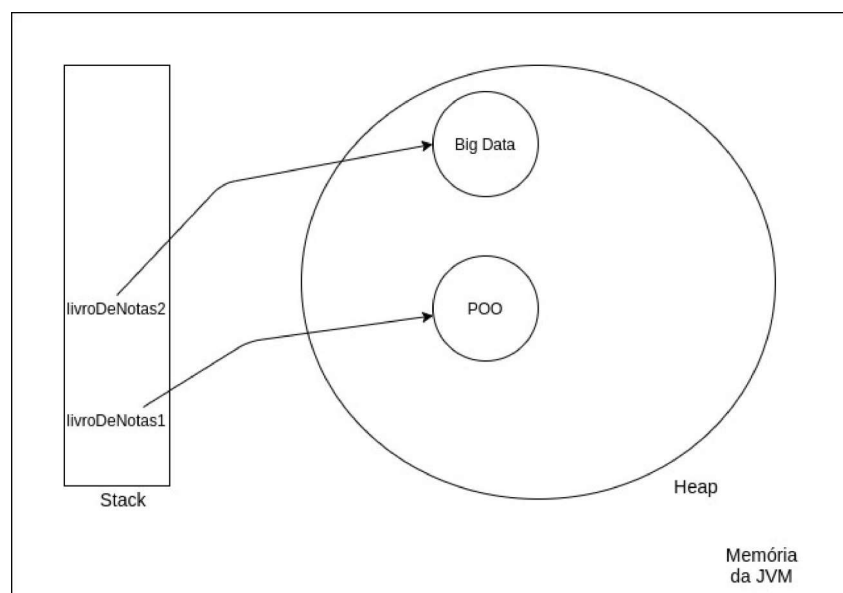 Big Data
livroDeNotas2
POO
livroDeNotas1
Stack
Heap
Memória
da JVM